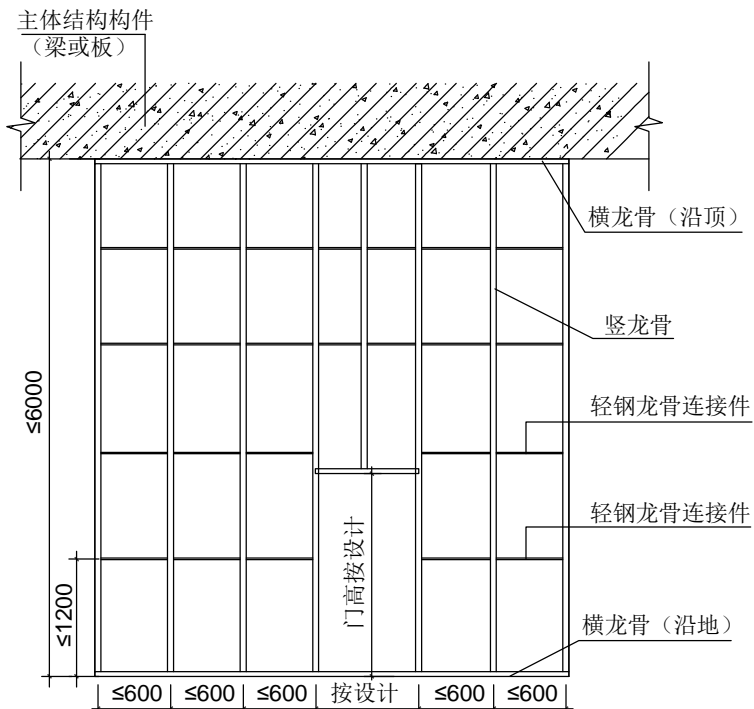 主体结构构件
（梁或板）
横龙骨（沿顶）
竖龙骨
≤6000
轻钢龙骨连接件
轻钢龙骨连接件
门高按设计
≤1200
横龙骨（沿地）
≤600 ≤600 ≤600 按设计 ≤600 ≤600